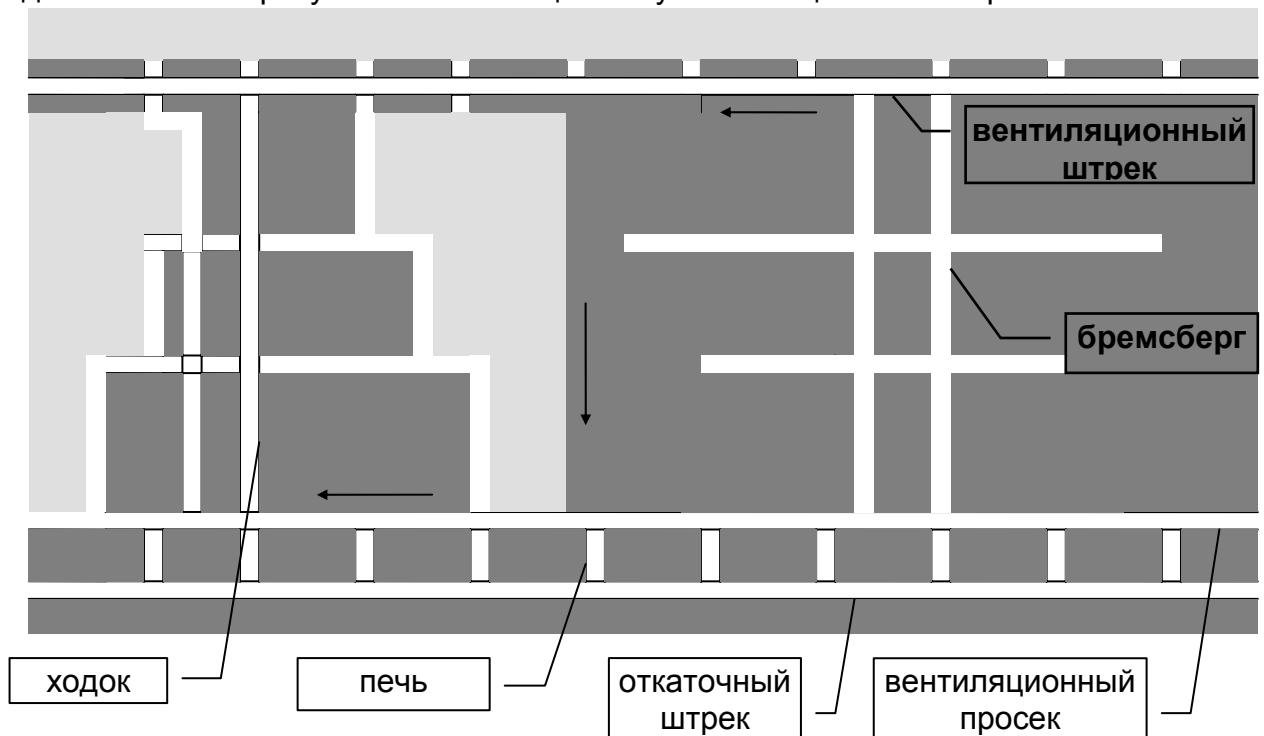 вентиляционный
штрек
бремсберг
ходок
печь
откаточный
штрек
вентиляционный
просек